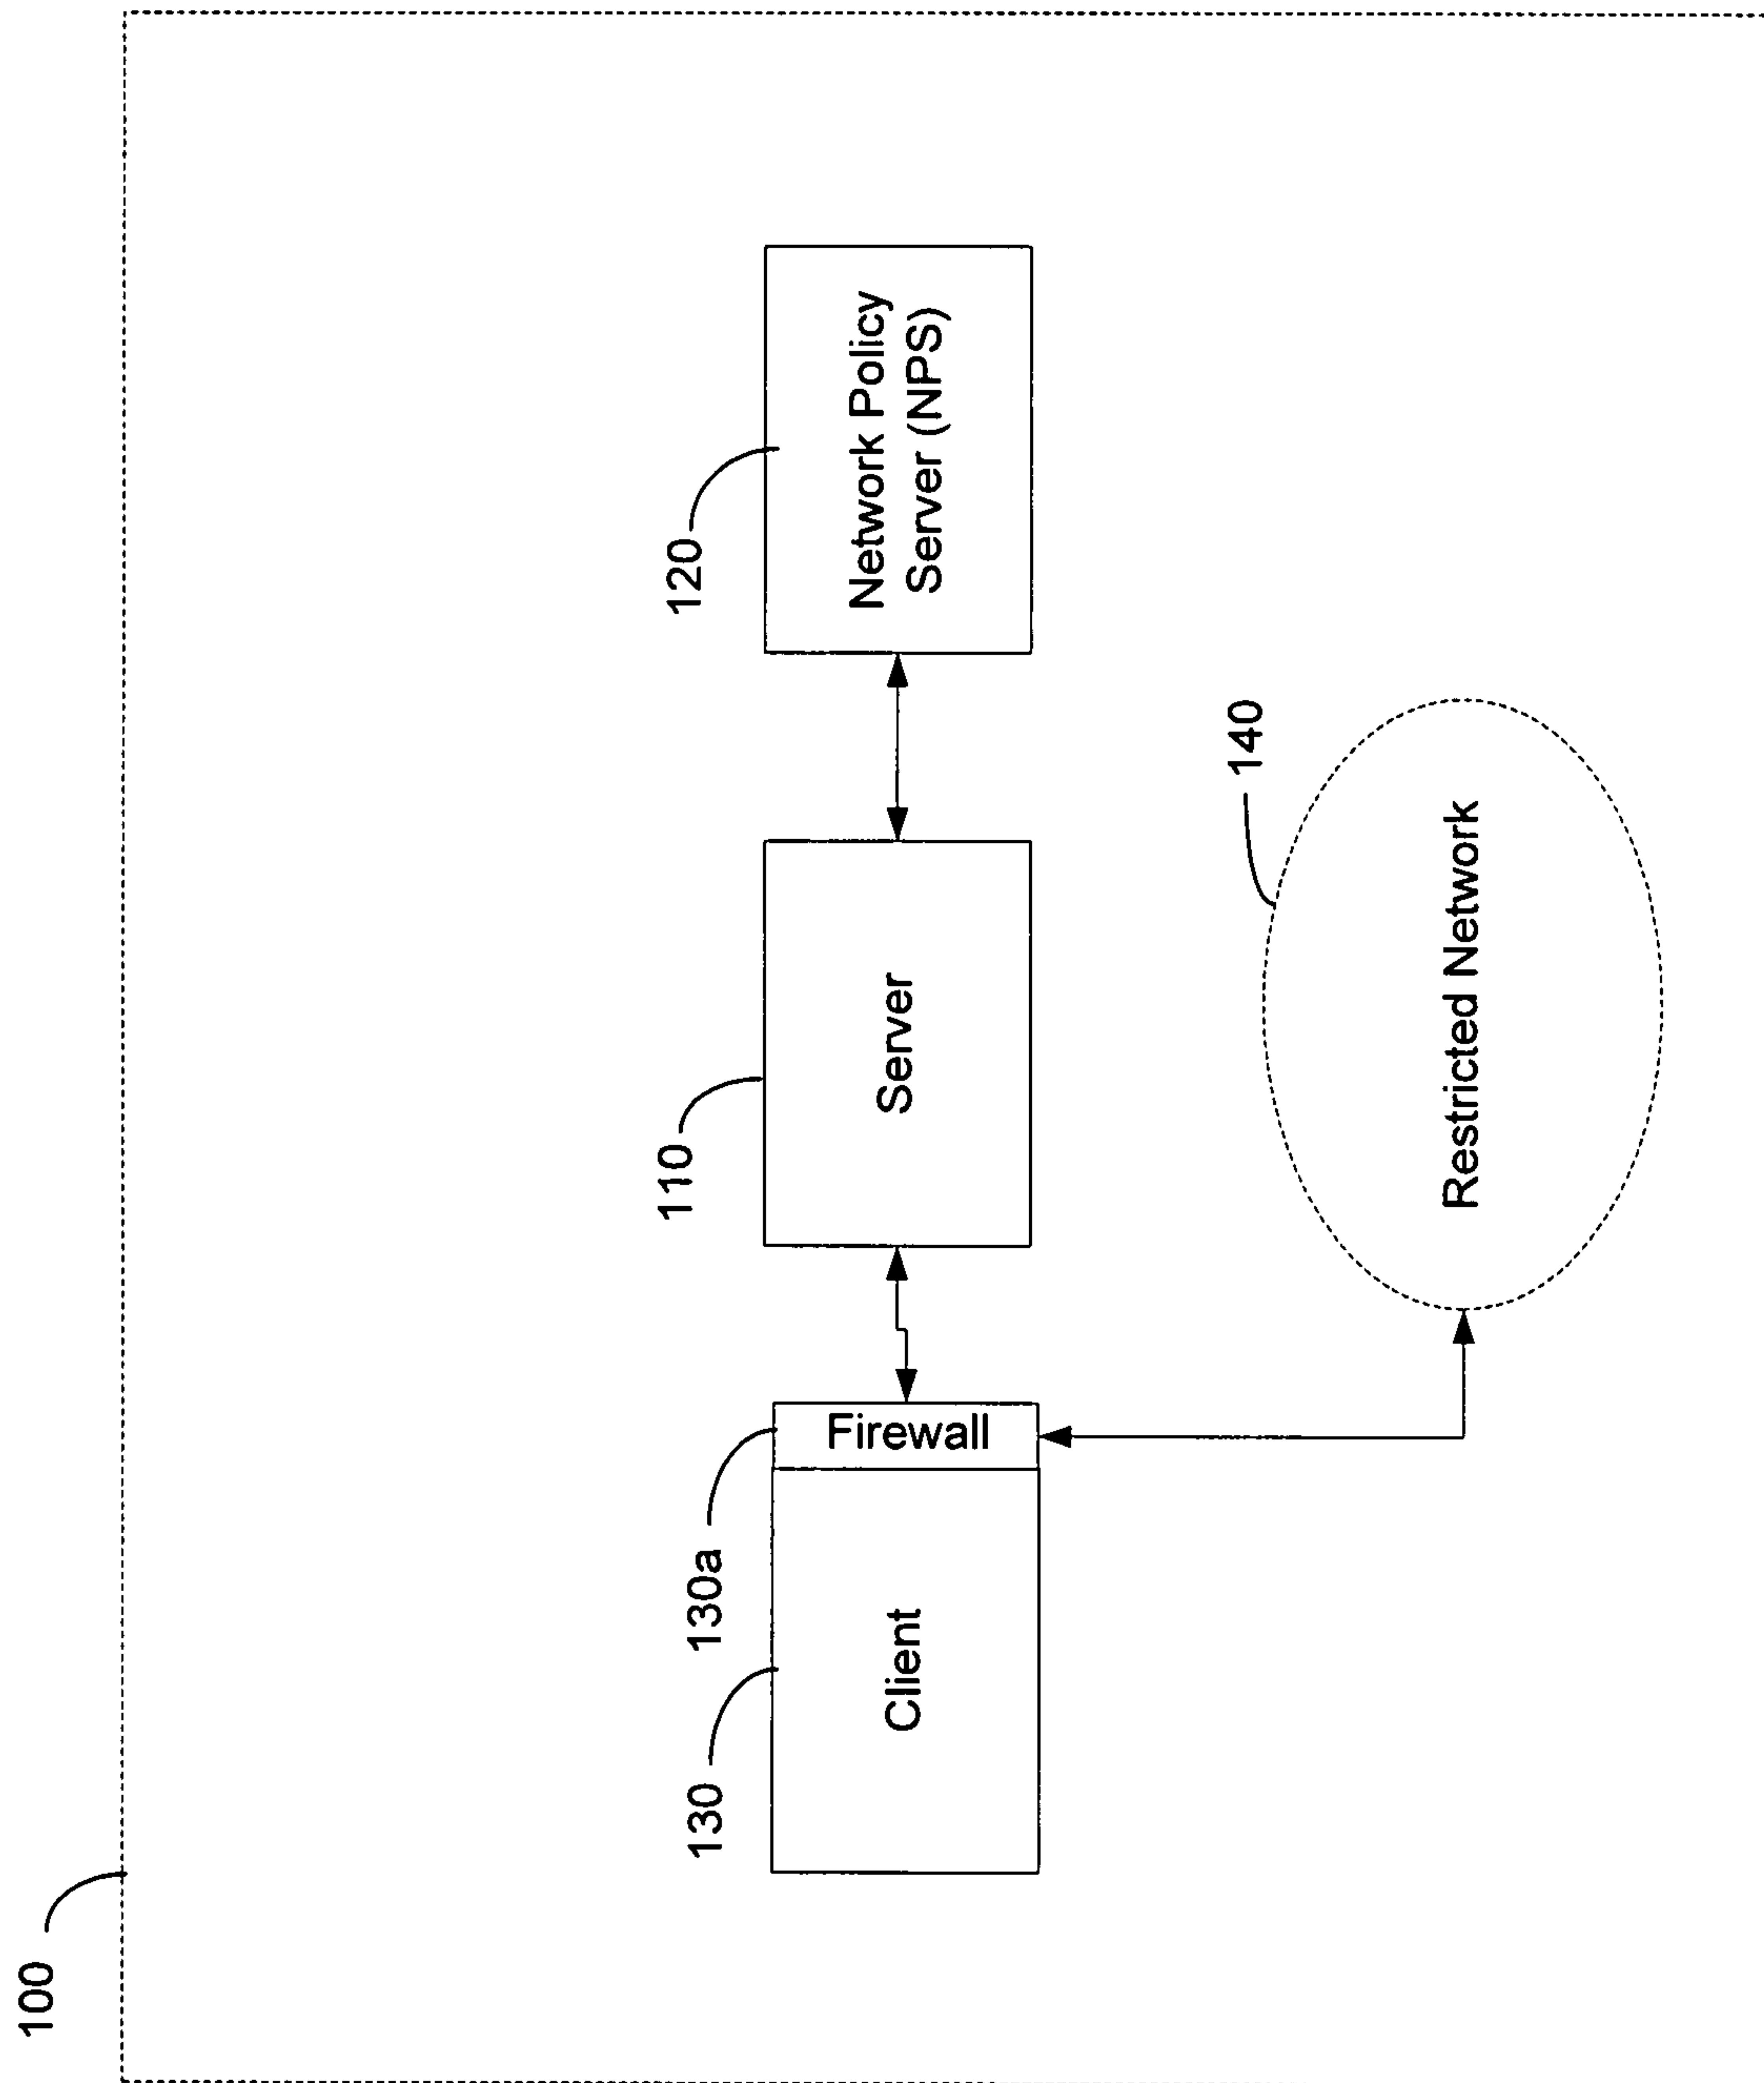 100
130
130a
110
120
Client
Firewall
Server
Network Policy
Server (NPS)
140
Restricted Network